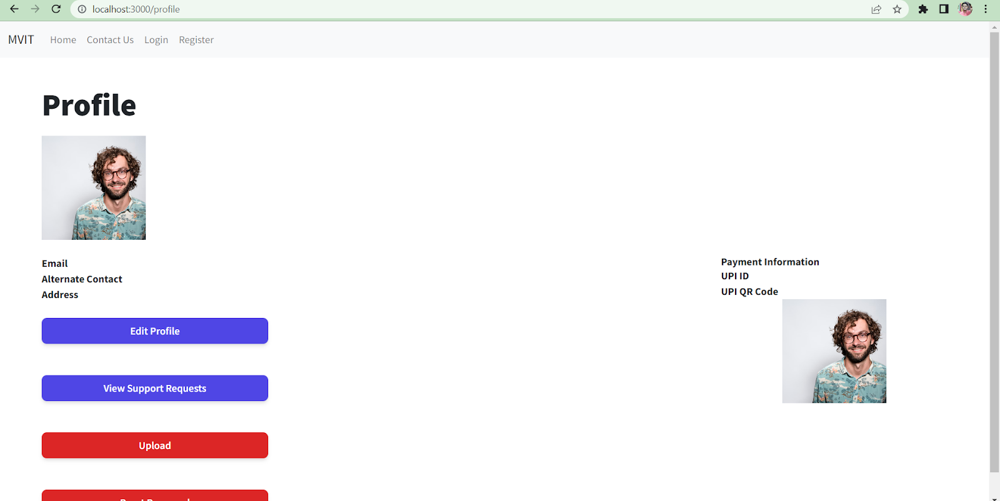 localhost:3000/profile
MVIT Home Contact Us Login Register
Profile
Email
Alternate Contact
Address
Payment Information
UPI ID
UPI QR Code
Edit Profile
View Support Requests
Upload